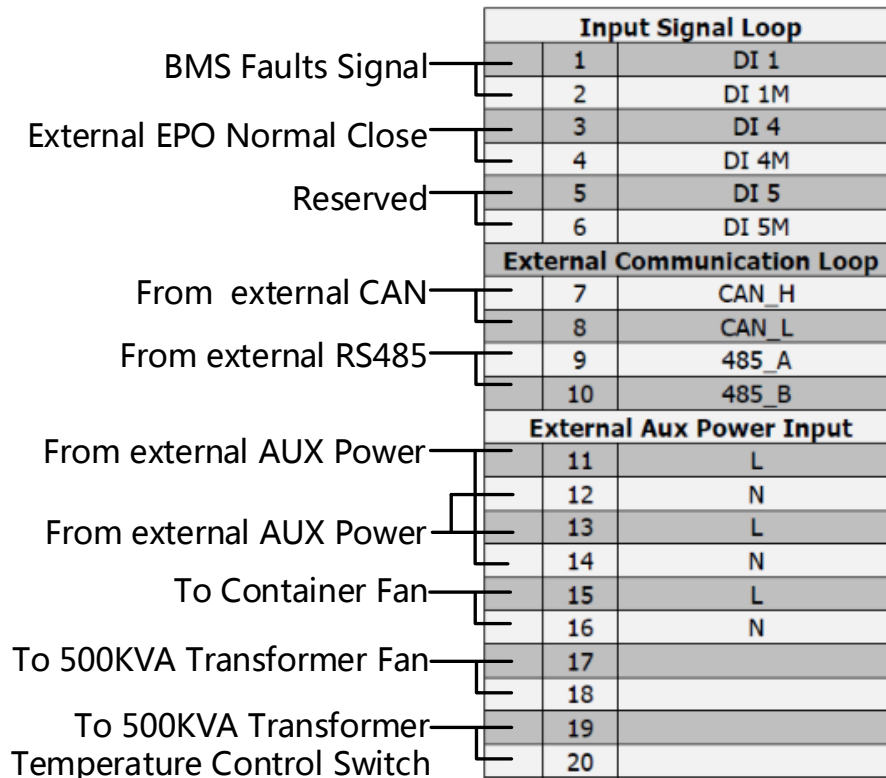 Input Signal Loop
BMS Faults Signal
1 DI 1
2 DI 1M
External EPO Normal Close
3 DI 4
4 DI 4M
Reserved
5 DI 5
6 DI 5M
External Communication Loop
From external CAN
7 CAN_H
8 CAN_L
From external RS485
9 485_A
10 485_B
External Aux Power Input
From external AUX Power
11 L
12 N
From external AUX Power
13 L
14 N
To Container Fan
15 L
16 N
To 500KVA Transformer Fan
17
18
To 500KVA Transformer
Temperature Control Switch
19
20